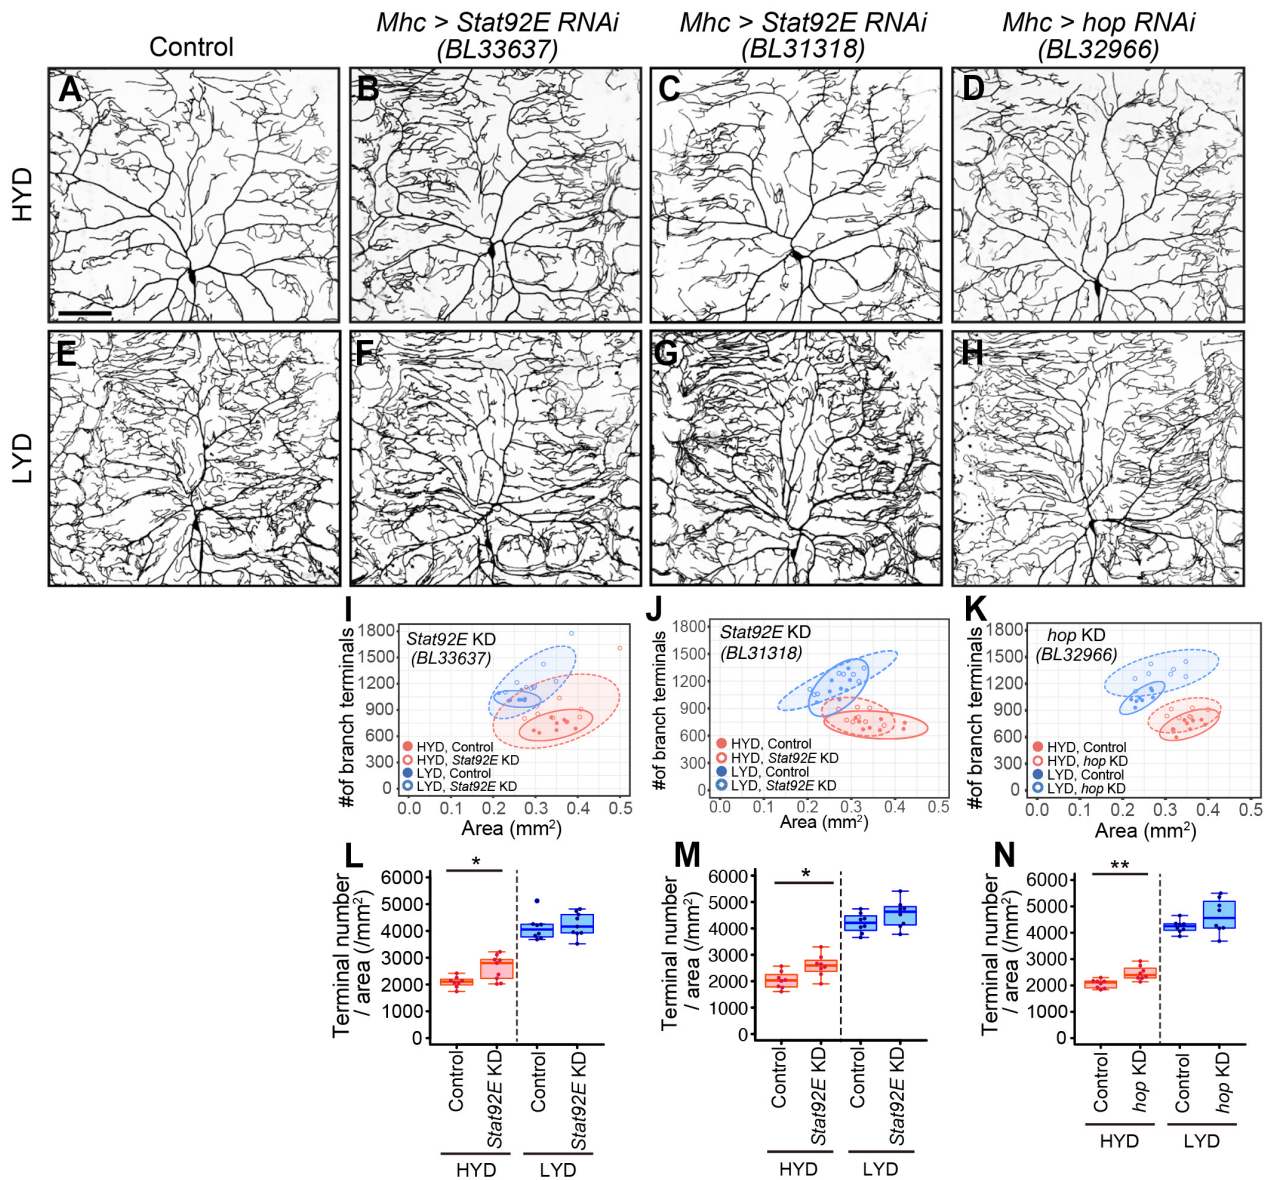 Control
Mhc > Stat92E RNAi
(BL33637)
Mhc > Stat92E RNAi
(BL31318)
Mhc > hop RNAi
(BL32966)
HYD
A
B
C
D
LYD
E
F
G
H
I
#of branch terminals
1800
1500
1200
900
600
300
0
Stat92E KD
(BL33637)
HYD, Control
HYD, Stat92E KD
LYD, Control
LYD, Stat92E KD
0.0 0.1 0.2 0.3 0.4 0.5
Area (mm²)
J
#of branch terminals
1800
1500
1200
900
600
300
0
Stat92E KD
(BL31318)
HYD, Control
HYD, Stat92E KD
LYD, Control
LYD, Stat92E KD
0.0 0.1 0.2 0.3 0.4 0.5
Area (mm²)
K
#of branch terminals
1800
1500
1200
900
600
300
0
hop KD
(BL32966)
HYD, Control
HYD, hop KD
LYD, Control
LYD, hop KD
0.0 0.1 0.2 0.3 0.4 0.5
Area (mm²)
L
Terminal number
/ area (/mm²)
6000
5000
4000
3000
2000
1000
0
*
Control
Stat92E KD
Control
Stat92E KD
HYD
LYD
M
Terminal number
/ area (/mm²)
6000
5000
4000
3000
2000
1000
0
*
Control
Stat92E KD
Control
Stat92E KD
HYD
LYD
N
Terminal number
/ area (/mm²)
6000
5000
4000
3000
2000
1000
0
**
Control
hop KD
Control
hop KD
HYD
LYD